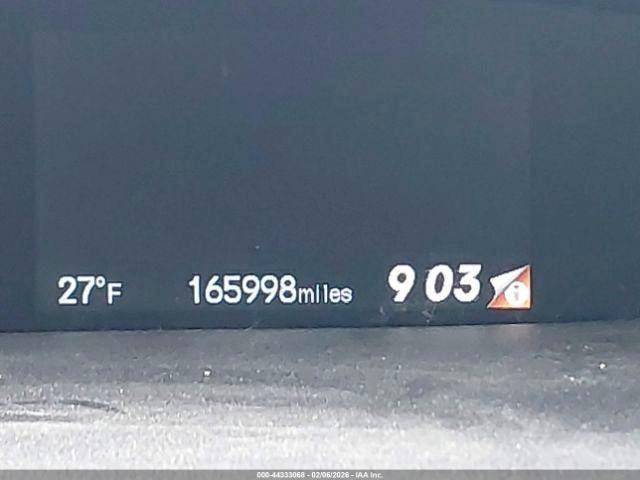 27°F 165998miles 9 03 i
000-44333068 - 02/06/2026 - IAA Inc.